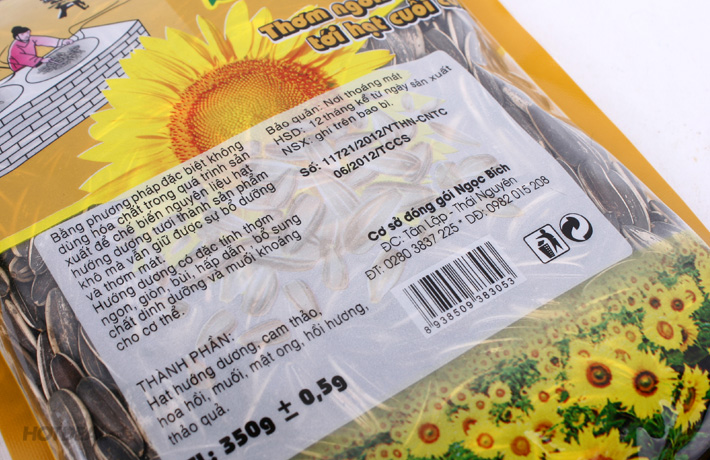 Thơm ngon
tới hạt cuối
Bằng phương pháp đặc biệt không
dùng hóa chất trong quá trình sản
xuất để chế biến nguyên liệu hạt
hướng dương tươi thành sản phẩm
khô mà vẫn giữ được sự bổ dưỡng
và thơm mát.
Hướng dương có đặc tính thơm
ngon, giòn, bùi, hấp dẫn, bổ sung
chất dinh dưỡng và muối khoáng
cho cơ thể.
THÀNH PHẦN:
Hạt hướng dương, cam thảo,
hoa hồi, muối, mật ong, hồi hương,
thảo quả.
TL: 350g ± 0,5g
Bảo quản: Nơi thoáng mát
HSD: 12 tháng kể từ ngày sản xuất
NSX: ghi trên bao bì.
Số: 11721/2012/YTHN-CNTC
06/2012/TCCS
Cơ sở đóng gói Ngọc Bích
ĐC: Tân Lập - Thái Nguyên
ĐT: 0280 3837 225 * DĐ: 0982 015 208
8 938509 383053